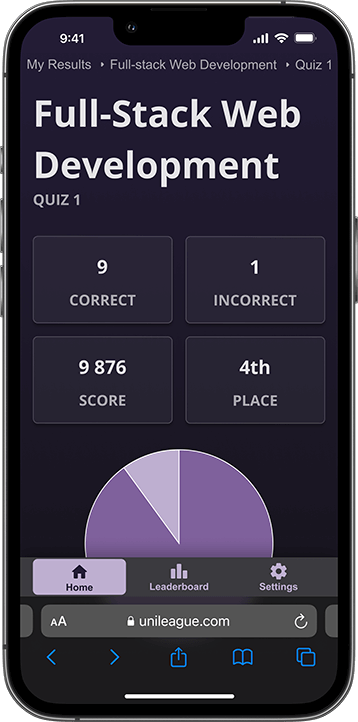 9:41
My Results ‣ Full-stack Web Development ‣ Quiz 1
Full-Stack Web
Development
QUIZ 1
9
CORRECT
1
INCORRECT
9 876
SCORE
4th
PLACE
Home
Leaderboard
Settings
AA
unileague.com